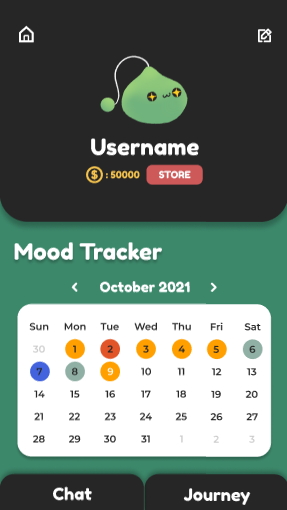 Username
$ : 50000 STORE
Mood Tracker
< October 2021 >
Sun Mon Tue Wed Thu Fri Sat
30 1 2 3 4 5 6
7 8 9 10 11 12 13
14 15 16 17 18 19 20
21 22 23 24 25 26 27
28 29 30 31 1 2 3
Chat Journey